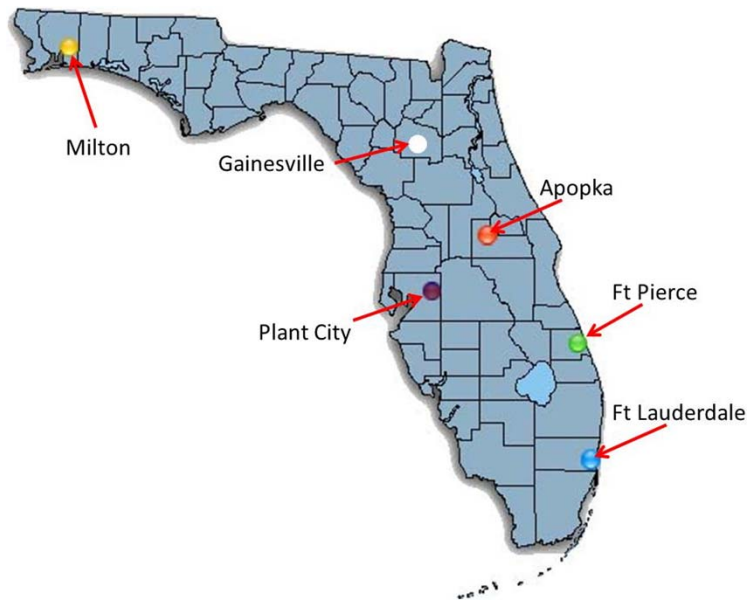 Milton
Gainesville
Apopka
Ft Pierce
Plant City
Ft Lauderdale